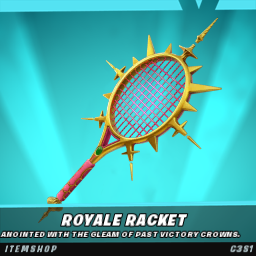 ROYALE RACKET
ANOINTED WITH THE GLEAM OF PAST VICTORY CROWNS.
ITEMSHOP C3S1